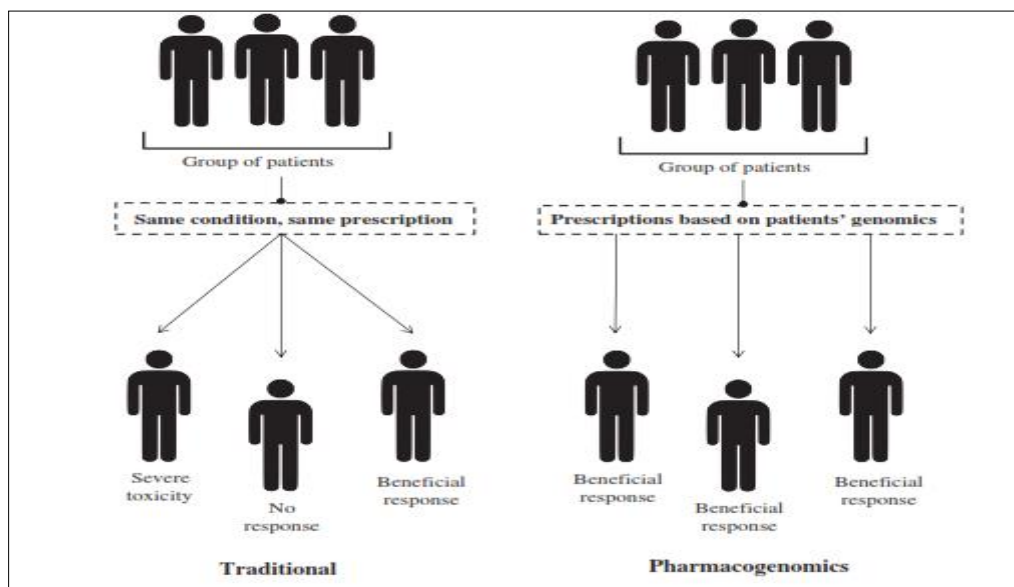 Group of patients
Same condition, same prescription
Severe
toxicity
No
response
Beneficial
response
Traditional
Group of patients
Prescriptions based on patients’ genomics
Beneficial
response
Beneficial
response
Beneficial
response
Pharmacogenomics